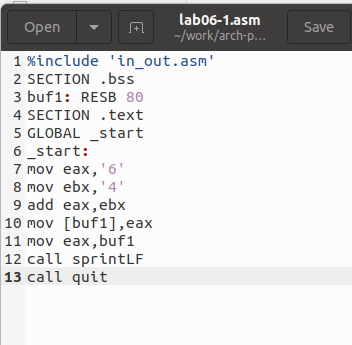 Open
lab06-1.asm
~/work/arch-p...
Save
1 %include 'in_out.asm'
2 SECTION .bss
3 buf1: RESB 80
4 SECTION .text
5 GLOBAL _start
6 _start:
7 mov eax,'6'
8 mov ebx,'4'
9 add eax,ebx
10 mov [buf1],eax
11 mov eax,buf1
12 call sprintLF
13 call quit